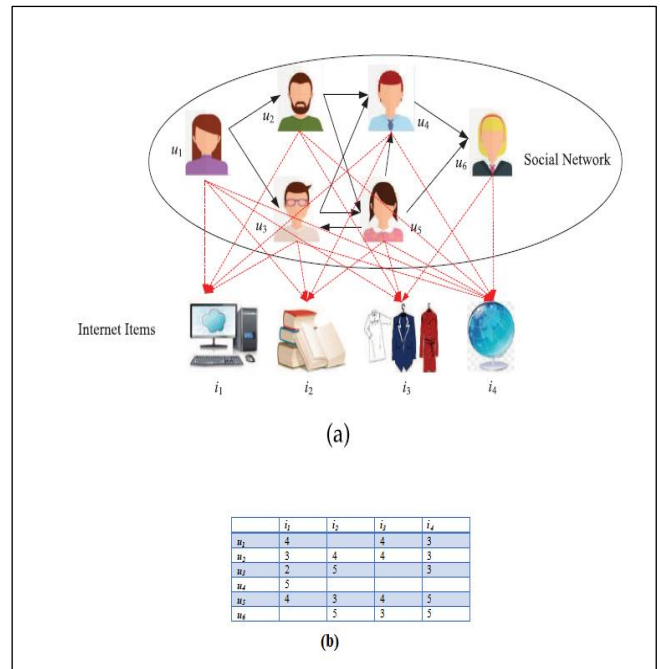 u2
u4
u1
u6
Social Network
u3
u5
Internet Items
i1
i2
i3
i4
(a)
i1 i2 i3 i4
u1 4 4 3
u2 3 4 4 3
u3 2 5 3
u4 5
u5 4 3 4 5
u6 5 3 5
(b)